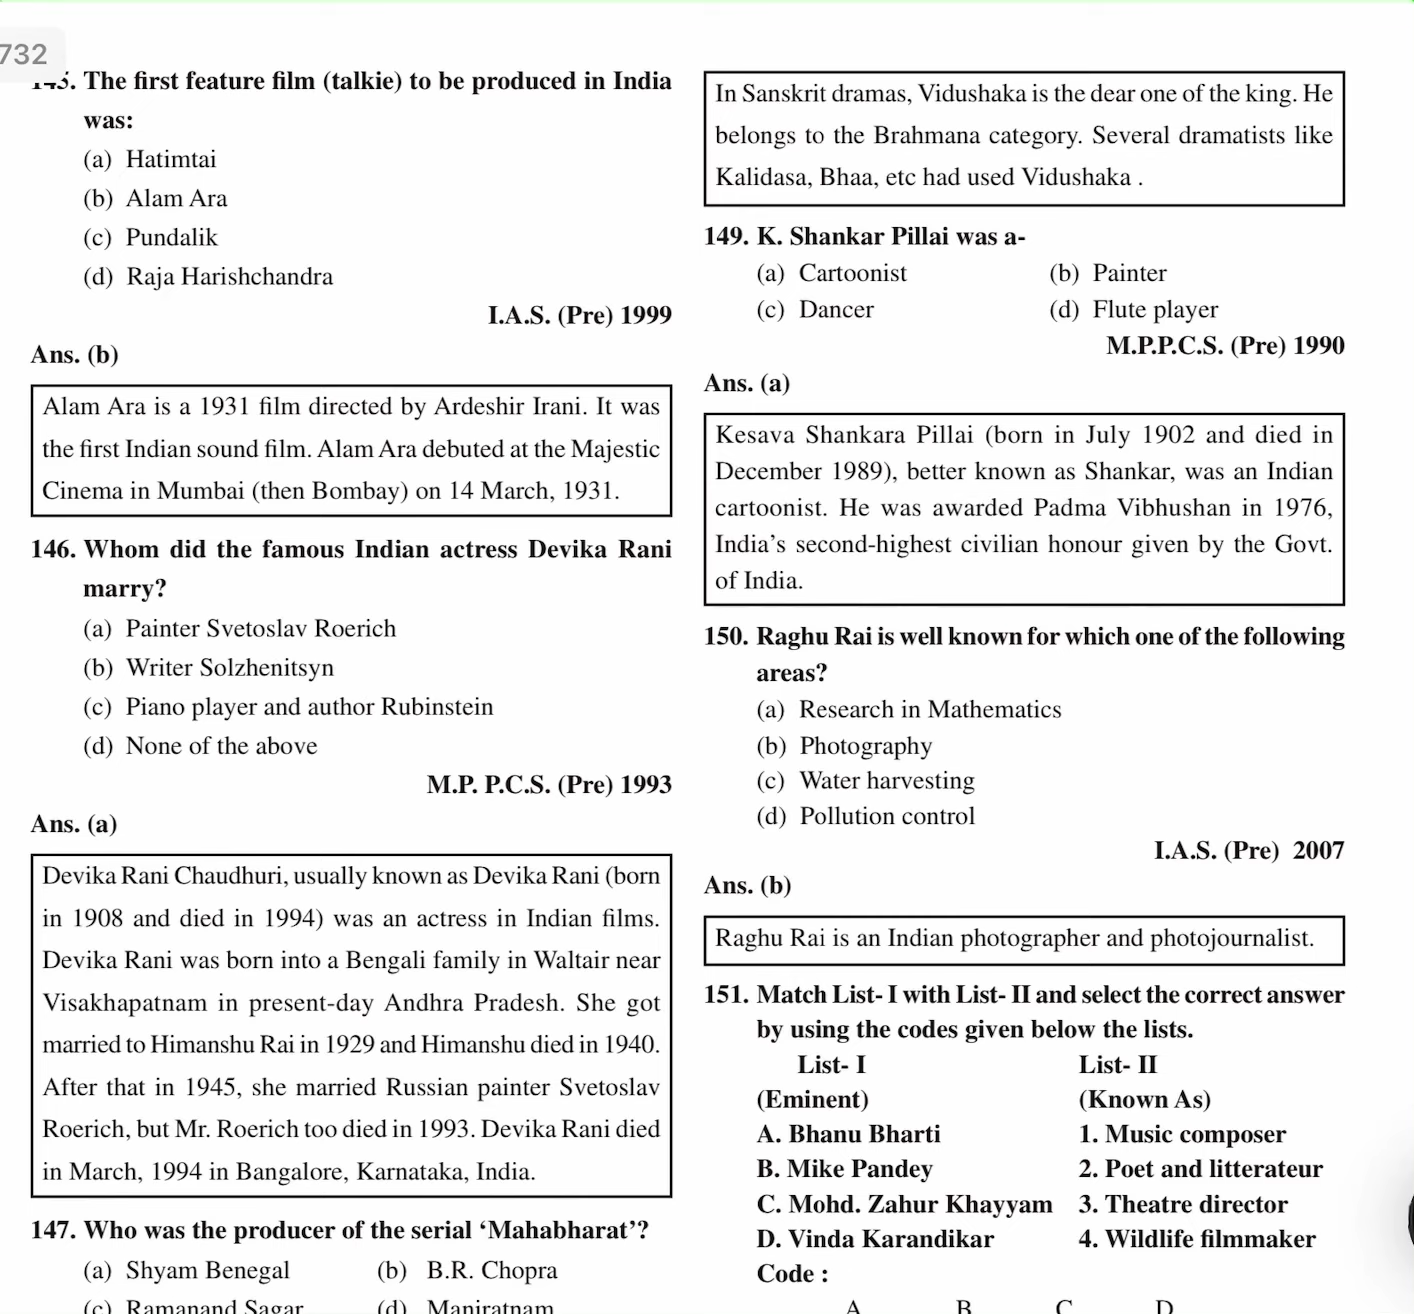 732
145. The first feature film (talkie) to be produced in India
was:
(a) Hatimtai
(b) Alam Ara
(c) Pundalik
(d) Raja Harishchandra
I.A.S. (Pre) 1999
Ans. (b)
Alam Ara is a 1931 film directed by Ardeshir Irani. It was
the first Indian sound film. Alam Ara debuted at the Majestic
Cinema in Mumbai (then Bombay) on 14 March, 1931.
146. Whom did the famous Indian actress Devika Rani
marry?
(a) Painter Svetoslav Roerich
(b) Writer Solzhenitsyn
(c) Piano player and author Rubinstein
(d) None of the above
M.P. P.C.S. (Pre) 1993
Ans. (a)
Devika Rani Chaudhuri, usually known as Devika Rani (born
in 1908 and died in 1994) was an actress in Indian films.
Devika Rani was born into a Bengali family in Waltair near
Visakhapatnam in present-day Andhra Pradesh. She got
married to Himanshu Rai in 1929 and Himanshu died in 1940.
After that in 1945, she married Russian painter Svetoslav
Roerich, but Mr. Roerich too died in 1993. Devika Rani died
in March, 1994 in Bangalore, Karnataka, India.
147. Who was the producer of the serial ‘Mahabharat’?
(a) Shyam Benegal (b) B.R. Chopra
(c) Ramanand Sagar (d) Maniratnam
In Sanskrit dramas, Vidushaka is the dear one of the king. He
belongs to the Brahmana category. Several dramatists like
Kalidasa, Bhaa, etc had used Vidushaka .
149. K. Shankar Pillai was a-
(a) Cartoonist (b) Painter
(c) Dancer (d) Flute player
M.P.P.C.S. (Pre) 1990
Ans. (a)
Kesava Shankara Pillai (born in July 1902 and died in
December 1989), better known as Shankar, was an Indian
cartoonist. He was awarded Padma Vibhushan in 1976,
India’s second-highest civilian honour given by the Govt.
of India.
150. Raghu Rai is well known for which one of the following
areas?
(a) Research in Mathematics
(b) Photography
(c) Water harvesting
(d) Pollution control
I.A.S. (Pre) 2007
Ans. (b)
Raghu Rai is an Indian photographer and photojournalist.
151. Match List- I with List- II and select the correct answer
by using the codes given below the lists.
List- I List- II
(Eminent) (Known As)
A. Bhanu Bharti 1. Music composer
B. Mike Pandey 2. Poet and litterateur
C. Mohd. Zahur Khayyam 3. Theatre director
D. Vinda Karandikar 4. Wildlife filmmaker
Code :
A B C D